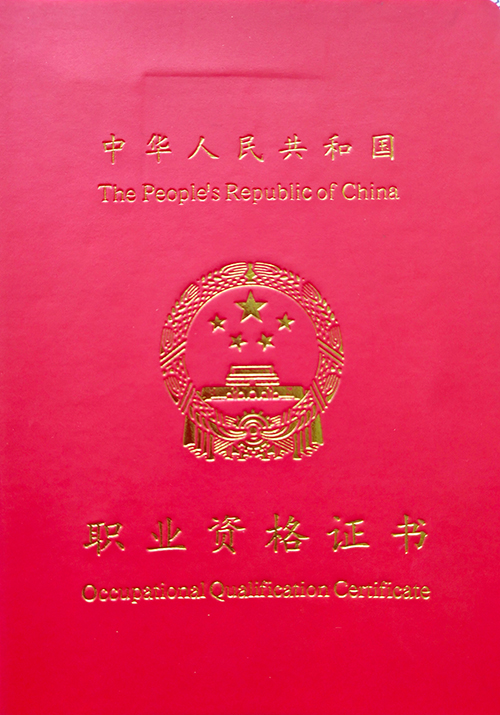 中华人民共和国
The People's Republic of China
职业资格证书
Occupational Qualification Certificate